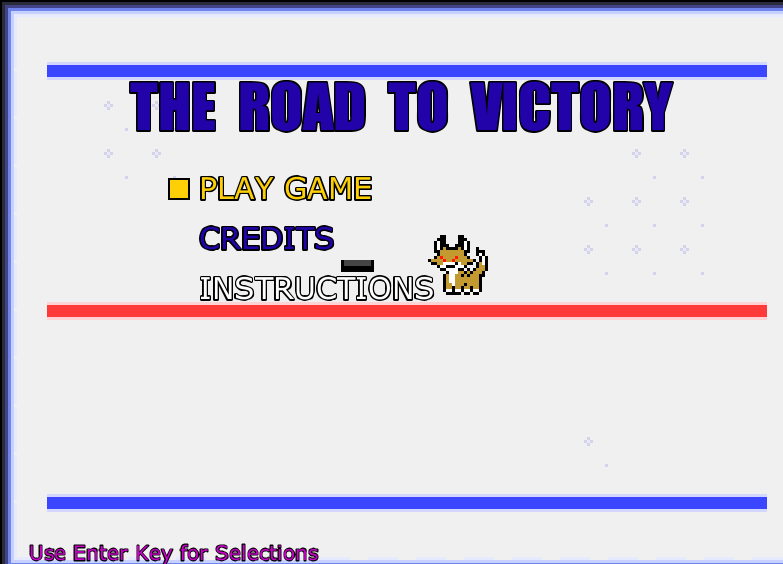 THE ROAD TO VICTORY
PLAY GAME
CREDITS
INSTRUCTIONS
Use Enter Key for Selections